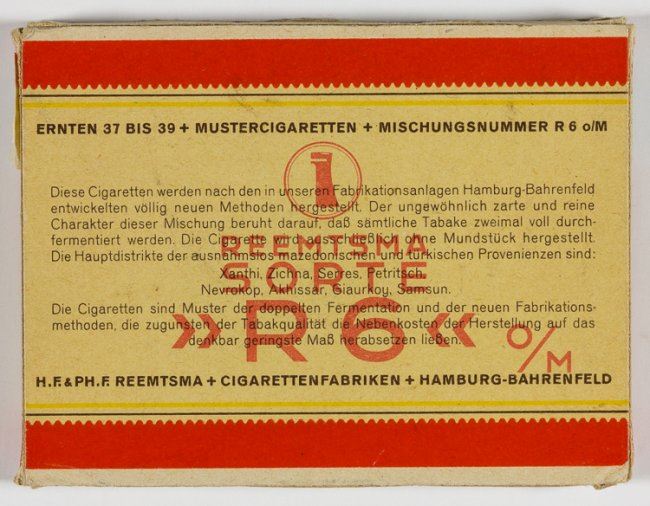 ERNTEN 37 BIS 39 + MUSTERCIGARETTEN + MISCHUNGSNUMMER R 6 o/M
Diese Cigaretten werden nach den in unseren Fabrikationsanlagen Hamburg-Bahrenfeld
entwickelten völlig neuen Methoden hergestellt. Der ungewöhnlich zarte und reine
Charakter dieser Mischung beruht darauf, daß sämtliche Tabake zweimal voll durch-
fermentiert werden. Die Cigarette wird ausschließlich ohne Mundstück hergestellt.
Die Hauptdistrikte der ausnahmslos mazedonischen und türkischen Provenienzen sind:
Xanthi, Zichna, Serres, Petritsch,
Nevrokop, Akhissar, Giaurkoy, Samsun.
Die Cigaretten sind Muster der doppelten Fermentation und der neuen Fabrikations-
methoden, die zugunsten der Tabakqualität die Nebenkosten der Herstellung auf das
denkbar geringste Maß herabsetzen ließen.
REEMTSMA
SORTE
»R6« o/M
H.F.&PH.F. REEMTSMA + CIGARETTENFABRIKEN + HAMBURG-BAHRENFELD